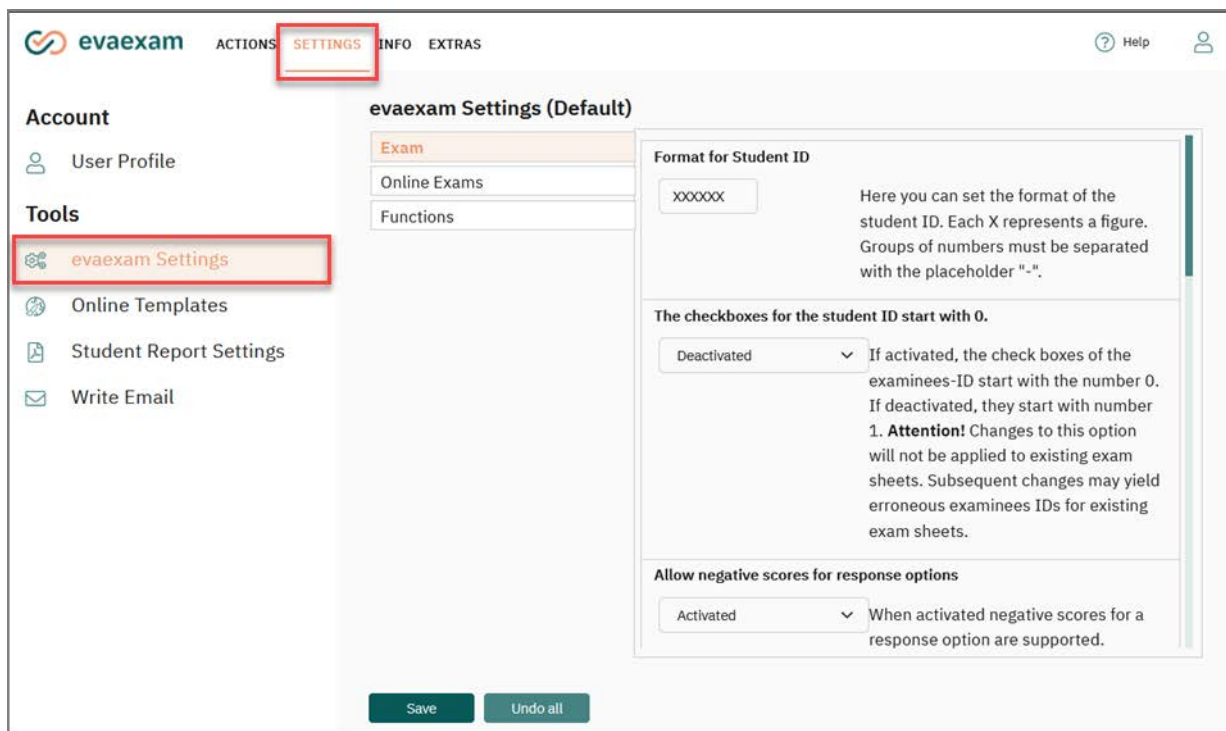 evaexam
ACTIONS SETTINGS INFO EXTRAS
Help
Account
User Profile
Tools
evaexam Settings
Online Templates
Student Report Settings
Write Email
evaexam Settings (Default)
Exam
Online Exams
Functions
Format for Student ID
XXXXXX
Here you can set the format of the
student ID. Each X represents a figure.
Groups of numbers must be separated
with the placeholder "-".
The checkboxes for the student ID start with 0.
Deactivated
If activated, the check boxes of the
examinees-ID start with the number 0.
If deactivated, they start with number
1. Attention! Changes to this option
will not be applied to existing exam
sheets. Subsequent changes may yield
erroneous examinees IDs for existing
exam sheets.
Allow negative scores for response options
Activated
When activated negative scores for a
response option are supported.
Save
Undo all